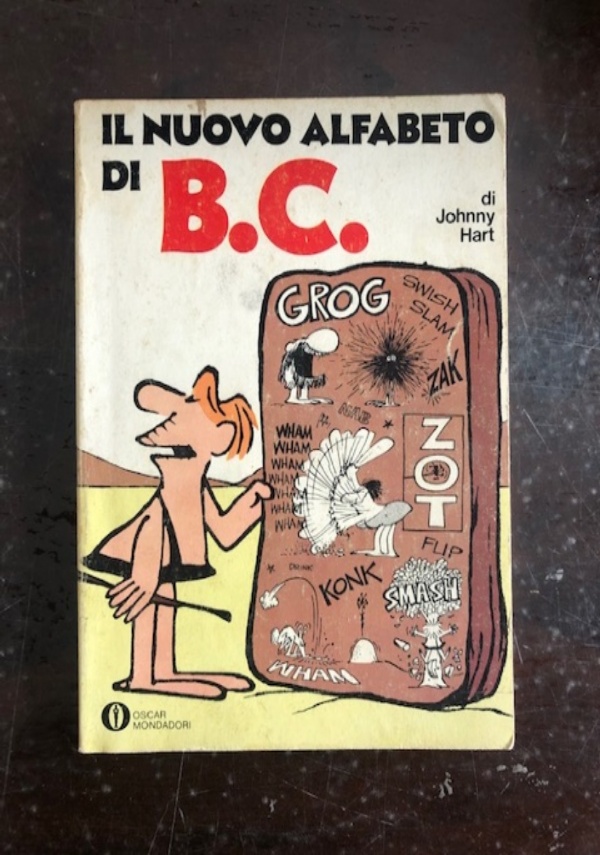 IL NUOVO ALFABETO
DI B.C.
di
Johnny
Hart
GROG
SWISH
SLAM
ZAK
WHAM
WHAM
WHAM
WHAM
WHAM
WHAM
WHAM
ZOT
FLIP
KONK
SMASH
WHAM
OSCAR
MONDADORI